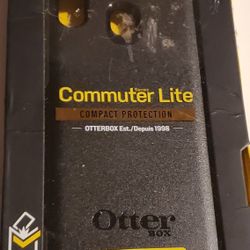 Commuter Lite
COMPACT PROTECTION
OTTERBOX Est./Depuis 1998
Otter
BOX